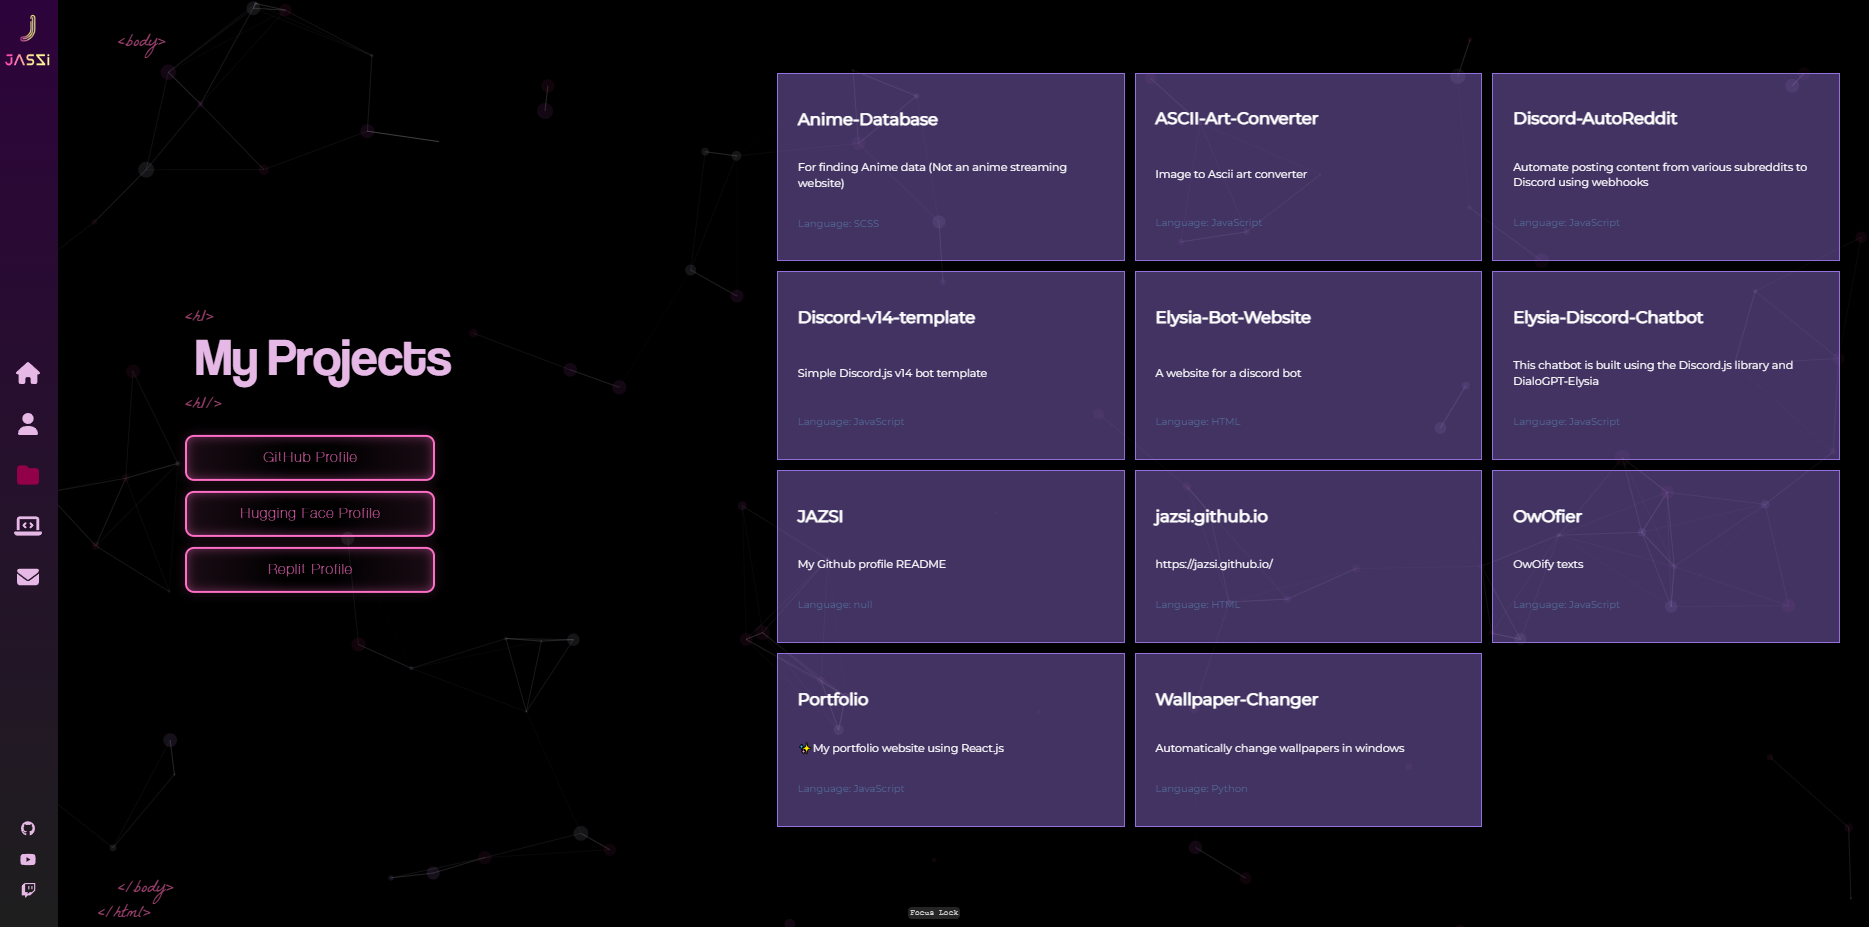 JAZSi
<body>
<h1>
My Projects
<h1/>
GitHub Profile
Hugging Face Profile
Replit Profile
Anime-Database
For finding Anime data (Not an anime streaming
website)
Language: SCSS
ASCII-Art-Converter
Image to Ascii art converter
Language: JavaScript
Discord-AutoReddit
Automate posting content from various subreddits to
Discord using webhooks
Language: JavaScript
Discord-v14-template
Simple Discord.js v14 bot template
Language: JavaScript
Elysia-Bot-Website
A website for a discord bot
Language: HTML
Elysia-Discord-Chatbot
This chatbot is built using the Discord.js library and
DialoGPT-Elysia
Language: JavaScript
JAZSI
My Github profile README
Language: null
jazsi.github.io
https://jazsi.github.io/
Language: HTML
OwOfier
OwOify texts
Language: JavaScript
Portfolio
✨My portfolio website using React.js
Language: JavaScript
Wallpaper-Changer
Automatically change wallpapers in windows
Language: Python
</body>
</html>
Focus Lock